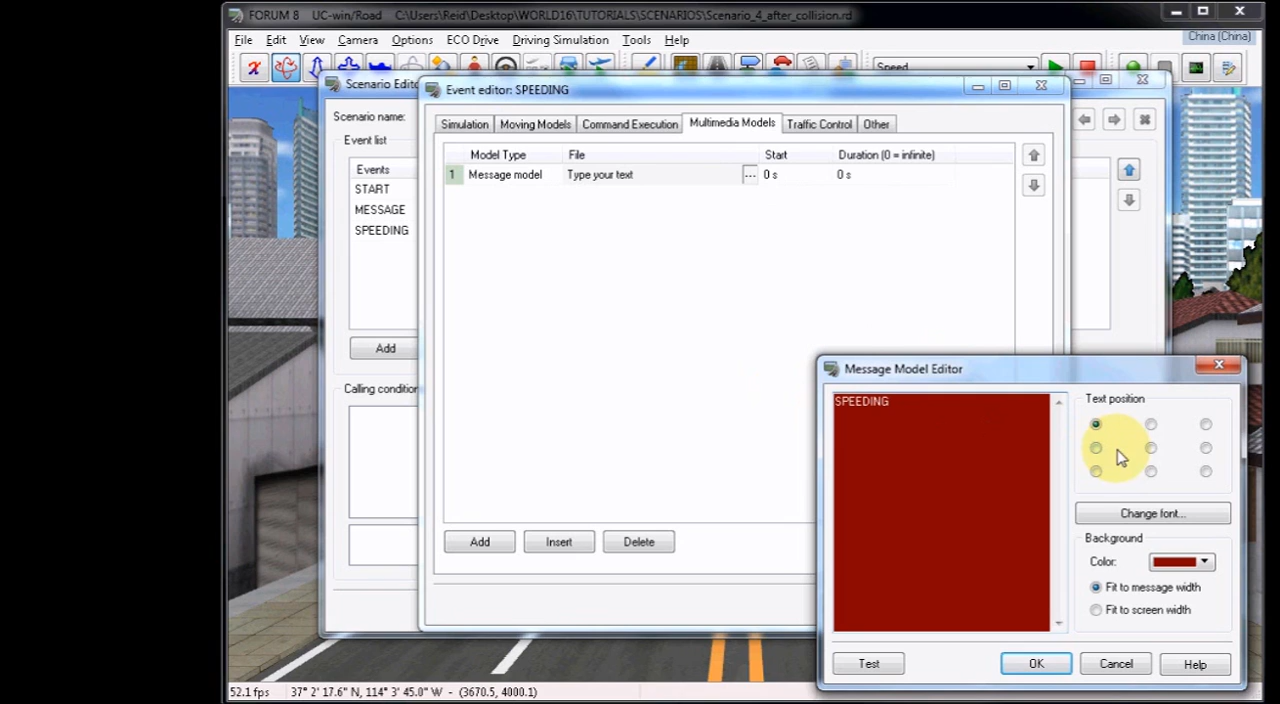 FORUM 8 UC-win/Road C:\Users\Reid\Desktop\WORLD16\TUTORIALS\SCENARIOS\Scenario_4_after_collision.rd
File Edit View Camera Options ECO Drive Driving Simulation Tools Help
China (China)
Speed
Scenario Edito
Event editor: SPEEDING
Scenario name:
Event list
Events
START
MESSAGE
SPEEDING
Add
Calling condition
Simulation Moving Models Command Execution Multimedia Models Traffic Control Other
Model Type File Start Duration (0 = infinite)
1 Message model Type your text ... 0 s 0 s
Add Insert Delete
Message Model Editor
SPEEDING
Text position
Change font...
Background
Color:
Fit to message width
Fit to screen width
Test OK Cancel Help
52.1 fps 37° 2' 17.6" N, 114° 3' 45.0" W - (3670.5, 4000.1)